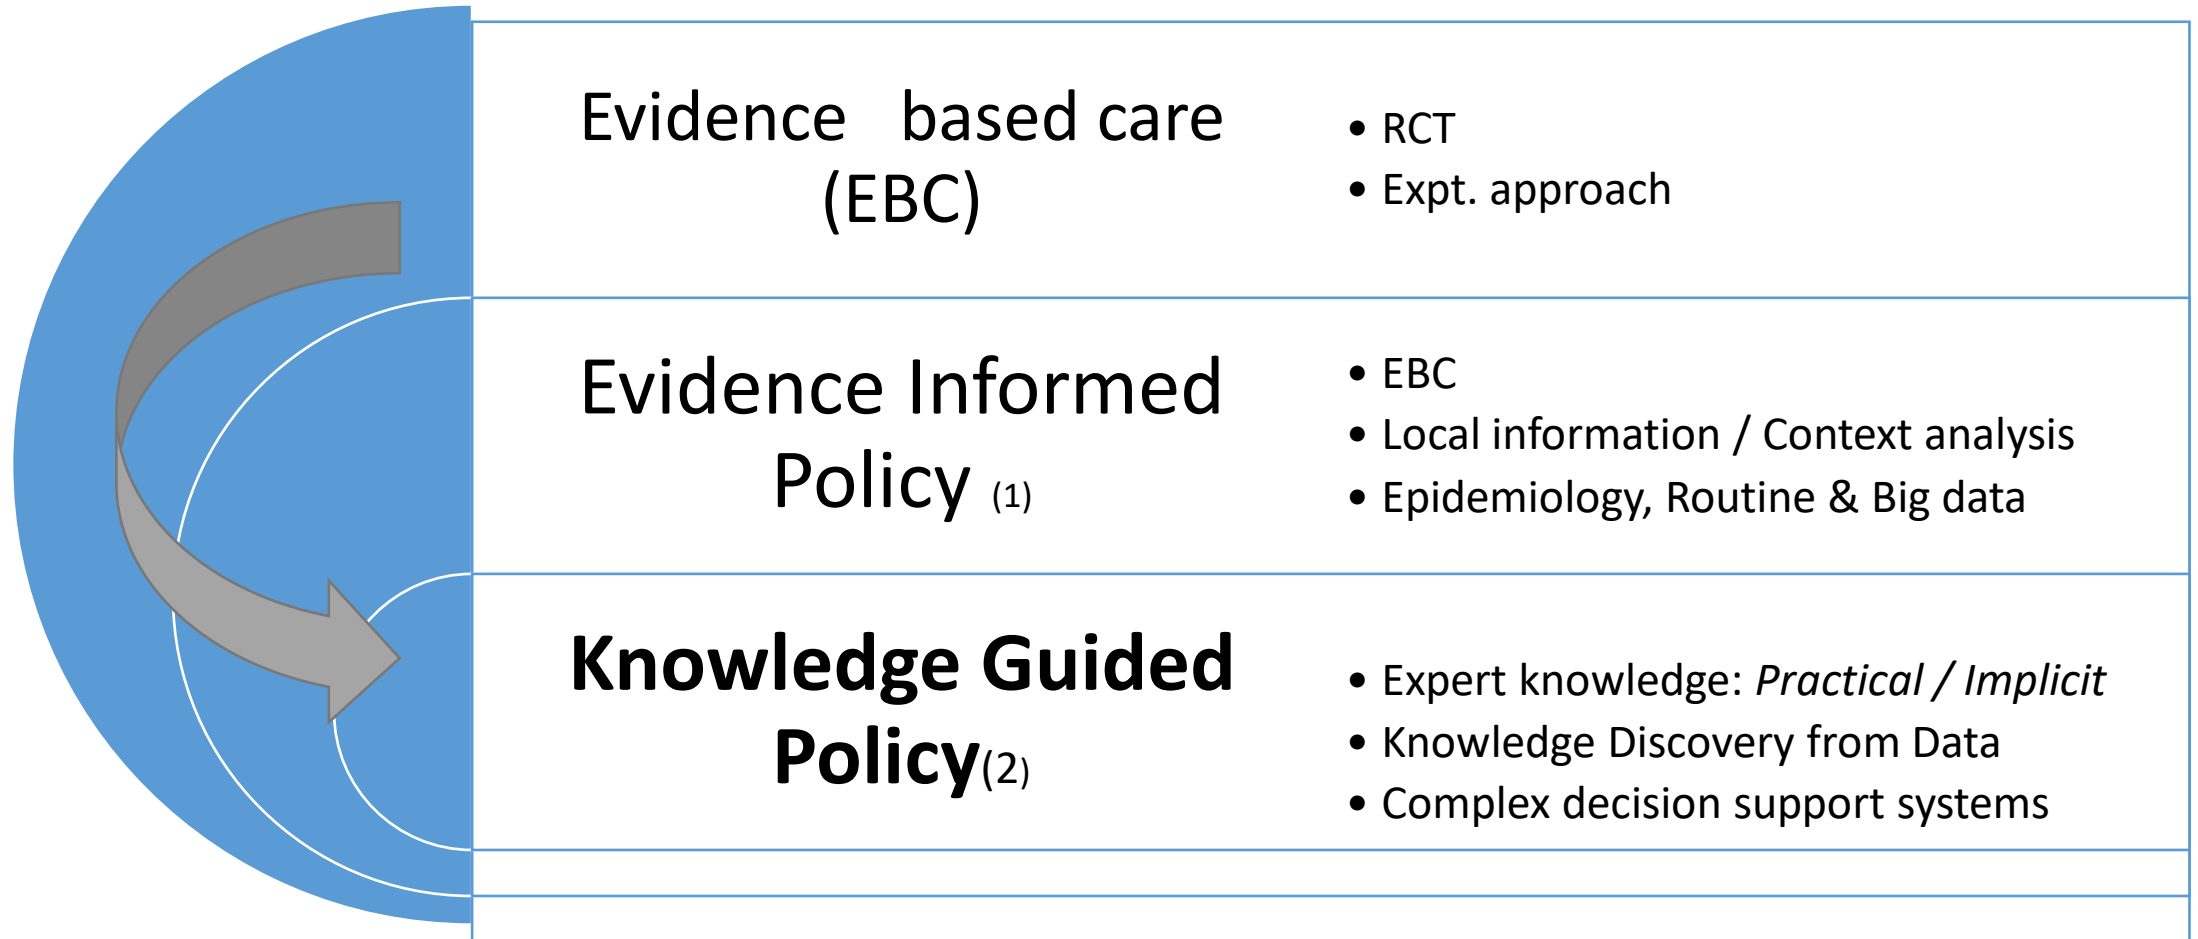 Evidence based care
(EBC)
• RCT
• Expt. approach
Evidence Informed
Policy (1)
• EBC
• Local information / Context analysis
• Epidemiology, Routine & Big data
Knowledge Guided
Policy(2)
• Expert knowledge: Practical / Implicit
• Knowledge Discovery from Data
• Complex decision support systems